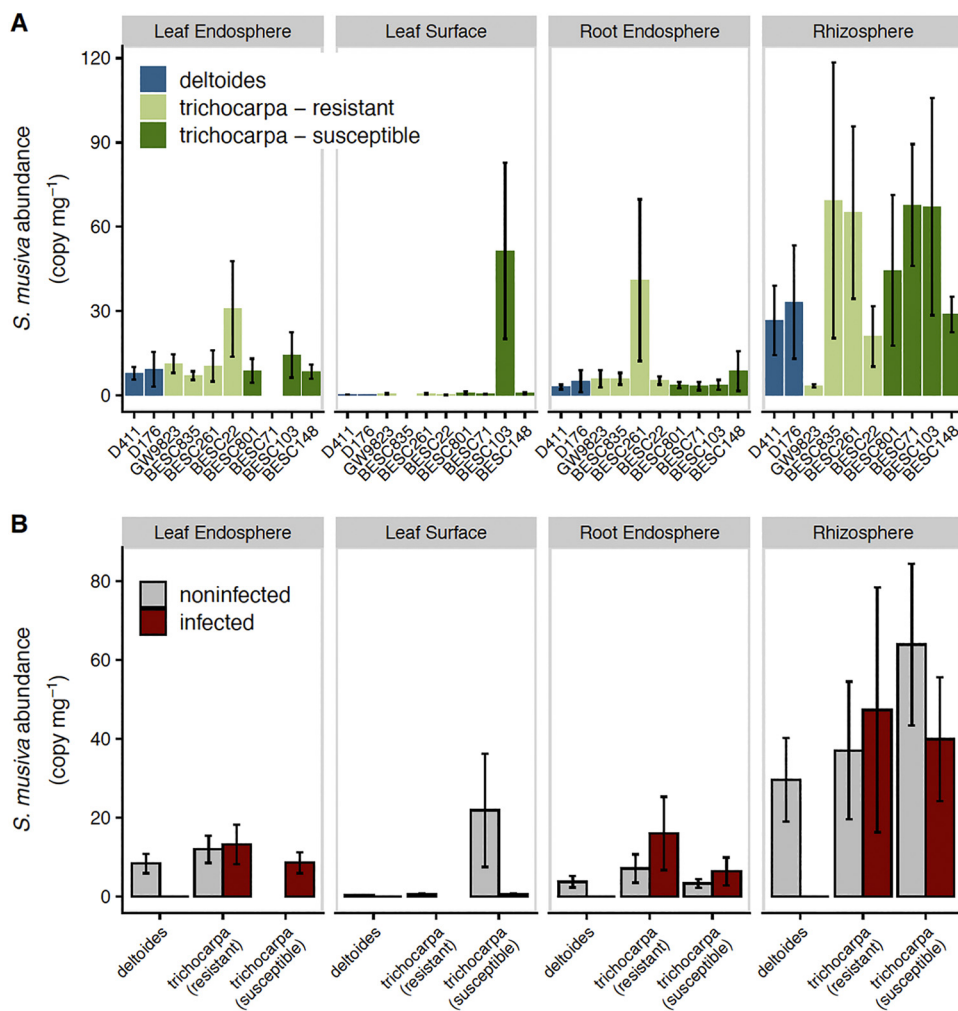 A
Leaf Endosphere
Leaf Surface
Root Endosphere
Rhizosphere
S. musiva abundance
(copy mg⁻¹)
120
90
60
30
0
deltoides
trichocarpa – resistant
trichocarpa – susceptible
D411
D176
GW9823
BESC835
BESC261
BESC22
BESC801
BESC71
BESC103
BESC148
D411
D176
GW9823
BESC835
BESC261
BESC22
BESC801
BESC71
BESC103
BESC148
D411
D176
GW9823
BESC835
BESC261
BESC22
BESC801
BESC71
BESC103
BESC148
D411
D176
GW9823
BESC835
BESC261
BESC22
BESC801
BESC71
BESC103
BESC148
B
Leaf Endosphere
Leaf Surface
Root Endosphere
Rhizosphere
S. musiva abundance
(copy mg⁻¹)
80
60
40
20
0
noninfected
infected
deltoides
trichocarpa
(resistant)
trichocarpa
(susceptible)
deltoides
trichocarpa
(resistant)
trichocarpa
(susceptible)
deltoides
trichocarpa
(resistant)
trichocarpa
(susceptible)
deltoides
trichocarpa
(resistant)
trichocarpa
(susceptible)